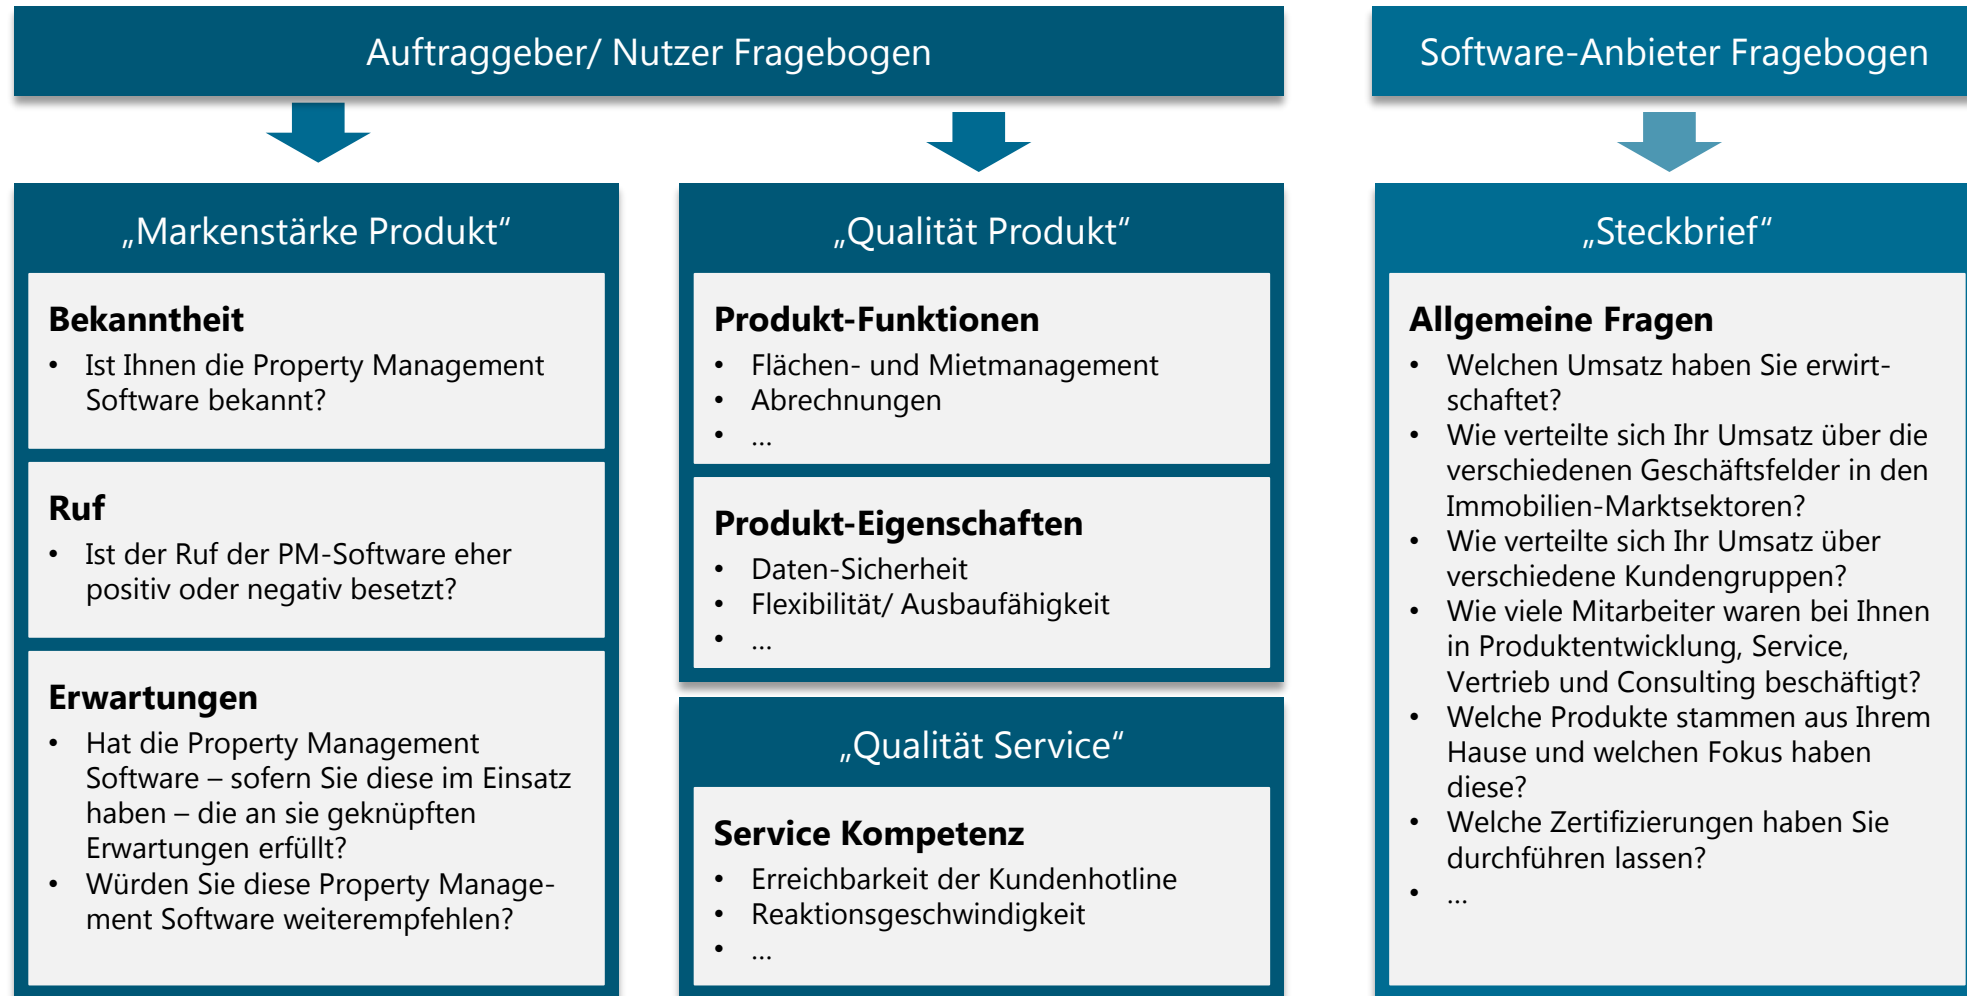 Auftraggeber/ Nutzer Fragebogen
Software-Anbieter Fragebogen
„Markenstärke Produkt“
Bekanntheit
• Ist Ihnen die Property Management
Software bekannt?
Ruf
• Ist der Ruf der PM-Software eher
positiv oder negativ besetzt?
Erwartungen
• Hat die Property Management
Software – sofern Sie diese im Einsatz
haben – die an sie geknüpften
Erwartungen erfüllt?
• Würden Sie diese Property Manage-
ment Software weiterempfehlen?
„Qualität Produkt“
Produkt-Funktionen
• Flächen- und Mietmanagement
• Abrechnungen
• …
Produkt-Eigenschaften
• Daten-Sicherheit
• Flexibilität/ Ausbaufähigkeit
• …
„Qualität Service“
Service Kompetenz
• Erreichbarkeit der Kundenhotline
• Reaktionsgeschwindigkeit
• …
„Steckbrief“
Allgemeine Fragen
• Welchen Umsatz haben Sie erwirt-
schaftet?
• Wie verteilte sich Ihr Umsatz über die
verschiedenen Geschäftsfelder in den
Immobilien-Marktsektoren?
• Wie verteilte sich Ihr Umsatz über
verschiedene Kundengruppen?
• Wie viele Mitarbeiter waren bei Ihnen
in Produktentwicklung, Service,
Vertrieb und Consulting beschäftigt?
• Welche Produkte stammen aus Ihrem
Hause und welchen Fokus haben
diese?
• Welche Zertifizierungen haben Sie
durchführen lassen?
• …